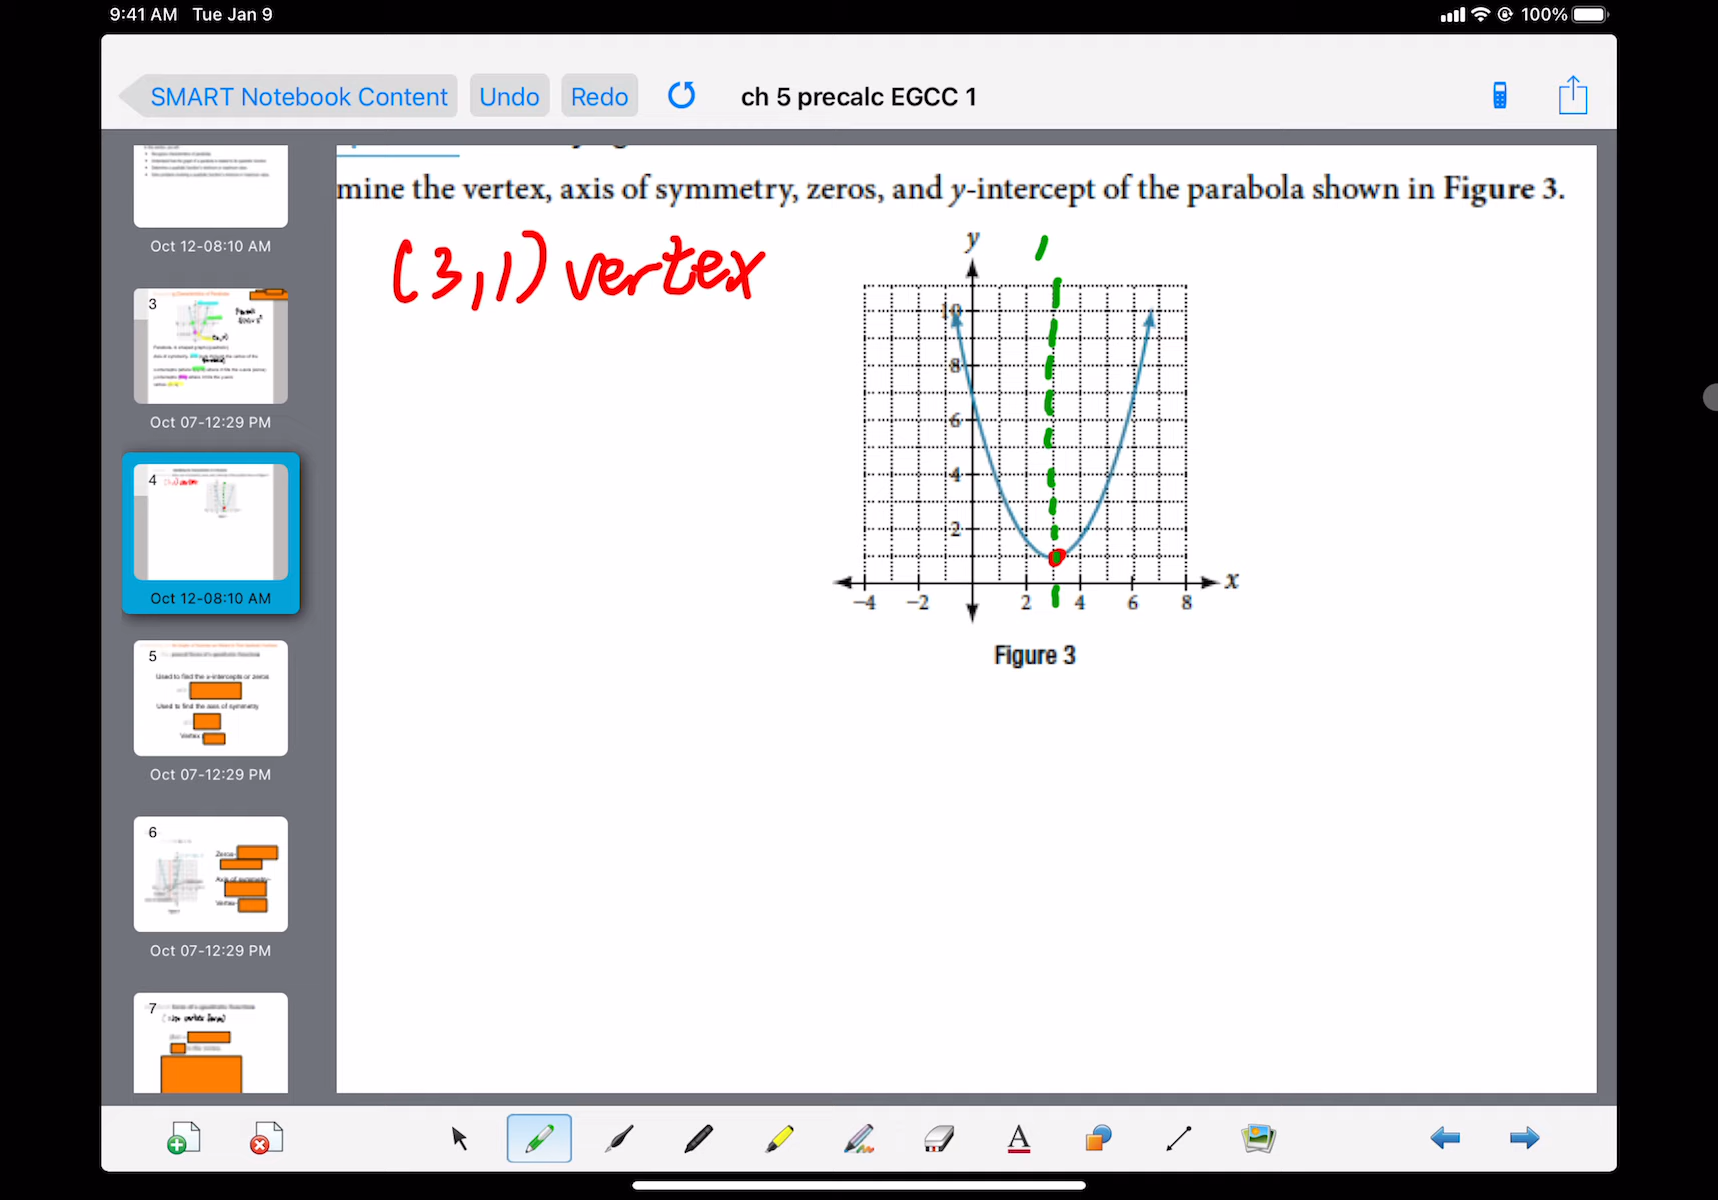 9:41 AM Tue Jan 9
100%
SMART Notebook Content
Undo
Redo
ch 5 precalc EGCC 1
mine the vertex, axis of symmetry, zeros, and y-intercept of the parabola shown in Figure 3.
(3,1) vertex
y
10
8
6
4
2
-4 -2 2 4 6 8
x
Figure 3
Oct 12-08:10 AM
3
Oct 07-12:29 PM
4
Oct 12-08:10 AM
5
Used to find the x-intercepts or zeros
Used to find the axis of symmetry
Vertex
Oct 07-12:29 PM
6
Zeros-
Axis of symmetry-
Vertex-
Oct 07-12:29 PM
7
A